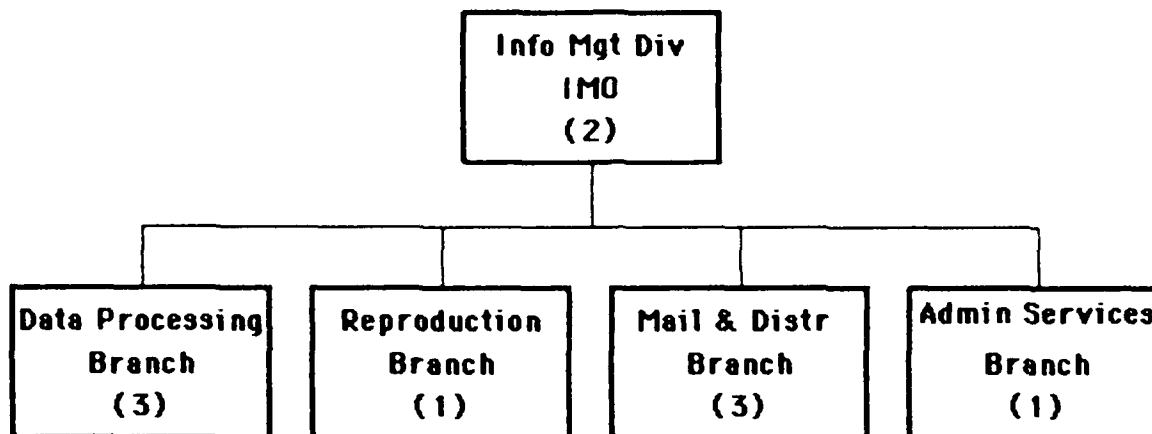 Info Mgt Div
IMO
(2)
Data Processing
Branch
(3)
Reproduction
Branch
(1)
Mail & Distr
Branch
(3)
Admin Services
Branch
(1)